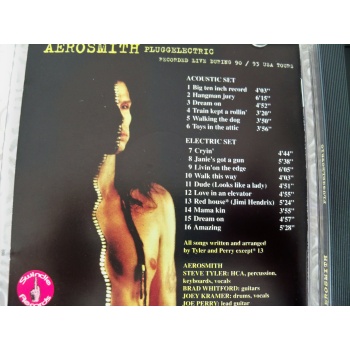 AEROSMITH PLUGGELECTRIC
RECORDED LIVE DURING 90 / 93 USA TOURS
ACOUSTIC SET
1 Big ten inch record 4'03"
2 Hangman jury 6'15"
3 Dream on 4'52"
4 Train kept a rollin' 3'20"
5 Walking the dog 3'50"
6 Toys in the attic 3'56"
ELECTRIC SET
7 Cryin' 4'44"
8 Janie's got a gun 5'38"
9 Livin'on the edge 6'05"
10 Walk this way 4'03"
11 Dude (Looks like a lady) 4'51"
12 Love in an elevator 4'55"
13 Red house* (Jimi Hendrix) 5'24"
14 Mama kin 3'55"
15 Dream on 4'57"
16 Amazing 5'28"
All songs written and arranged
by Tyler and Perry except* 13
AEROSMITH
STEVE TYLER: HCA, percussion,
keyboards, vocals
BRAD WHITFORD: guitars
JOEY KRAMER: drums, vocals
JOE PERRY: lead guitar
Swindle
Records